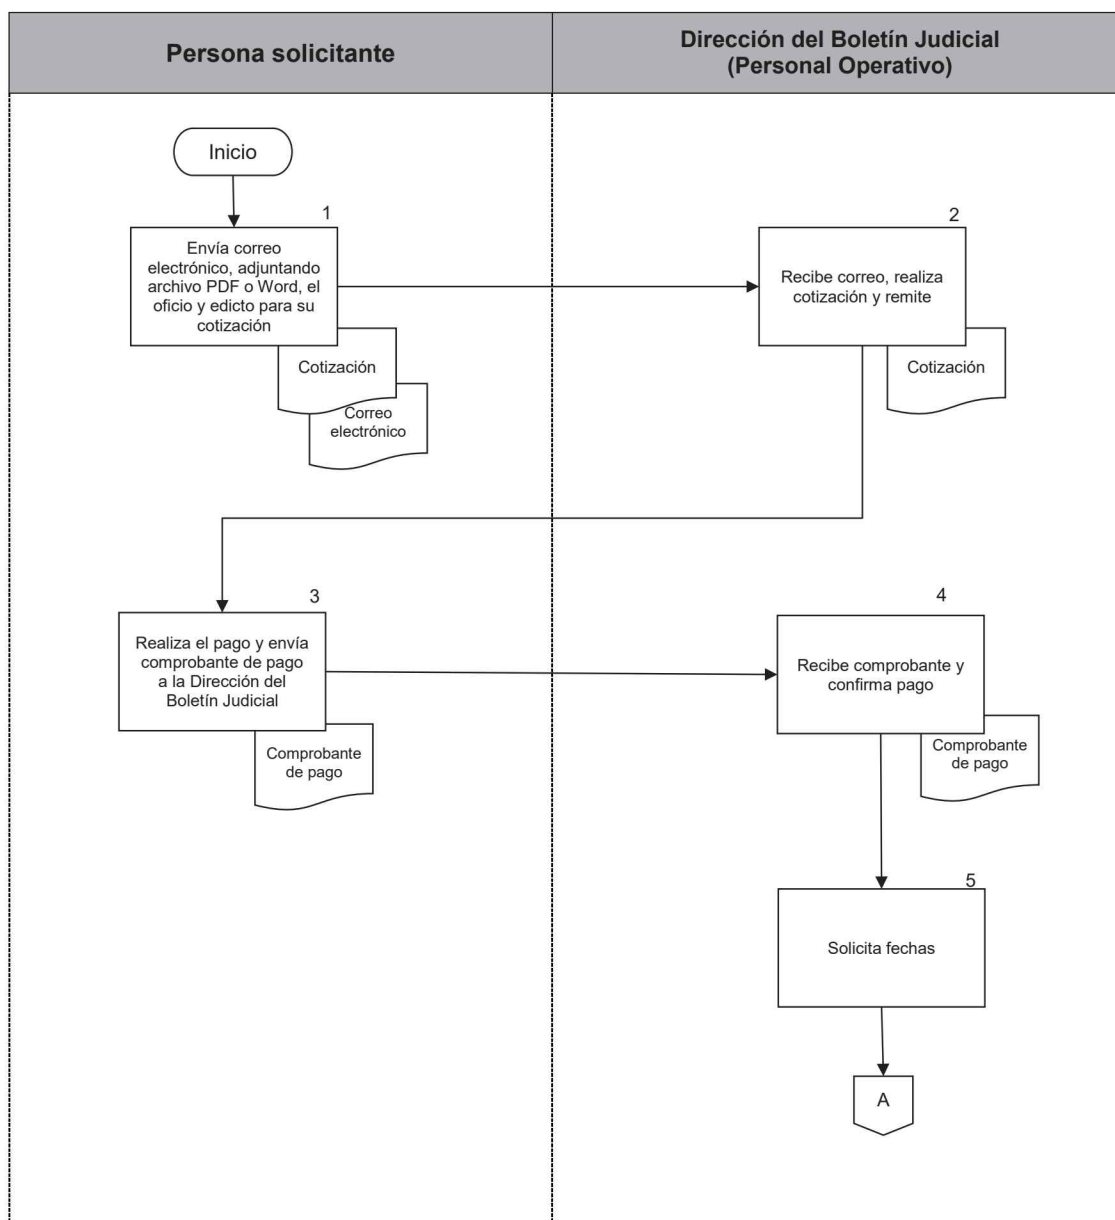 Persona solicitante
Dirección del Boletín Judicial
(Personal Operativo)
Inicio
1
Envía correo
electrónico, adjuntando
archivo PDF o Word, el
oficio y edicto para su
cotización
Cotización
Correo
electrónico
2
Recibe correo, realiza
cotización y remite
Cotización
3
Realiza el pago y envía
comprobante de pago
a la Dirección del
Boletín Judicial
Comprobante
de pago
4
Recibe comprobante y
confirma pago
Comprobante
de pago
5
Solicita fechas
A